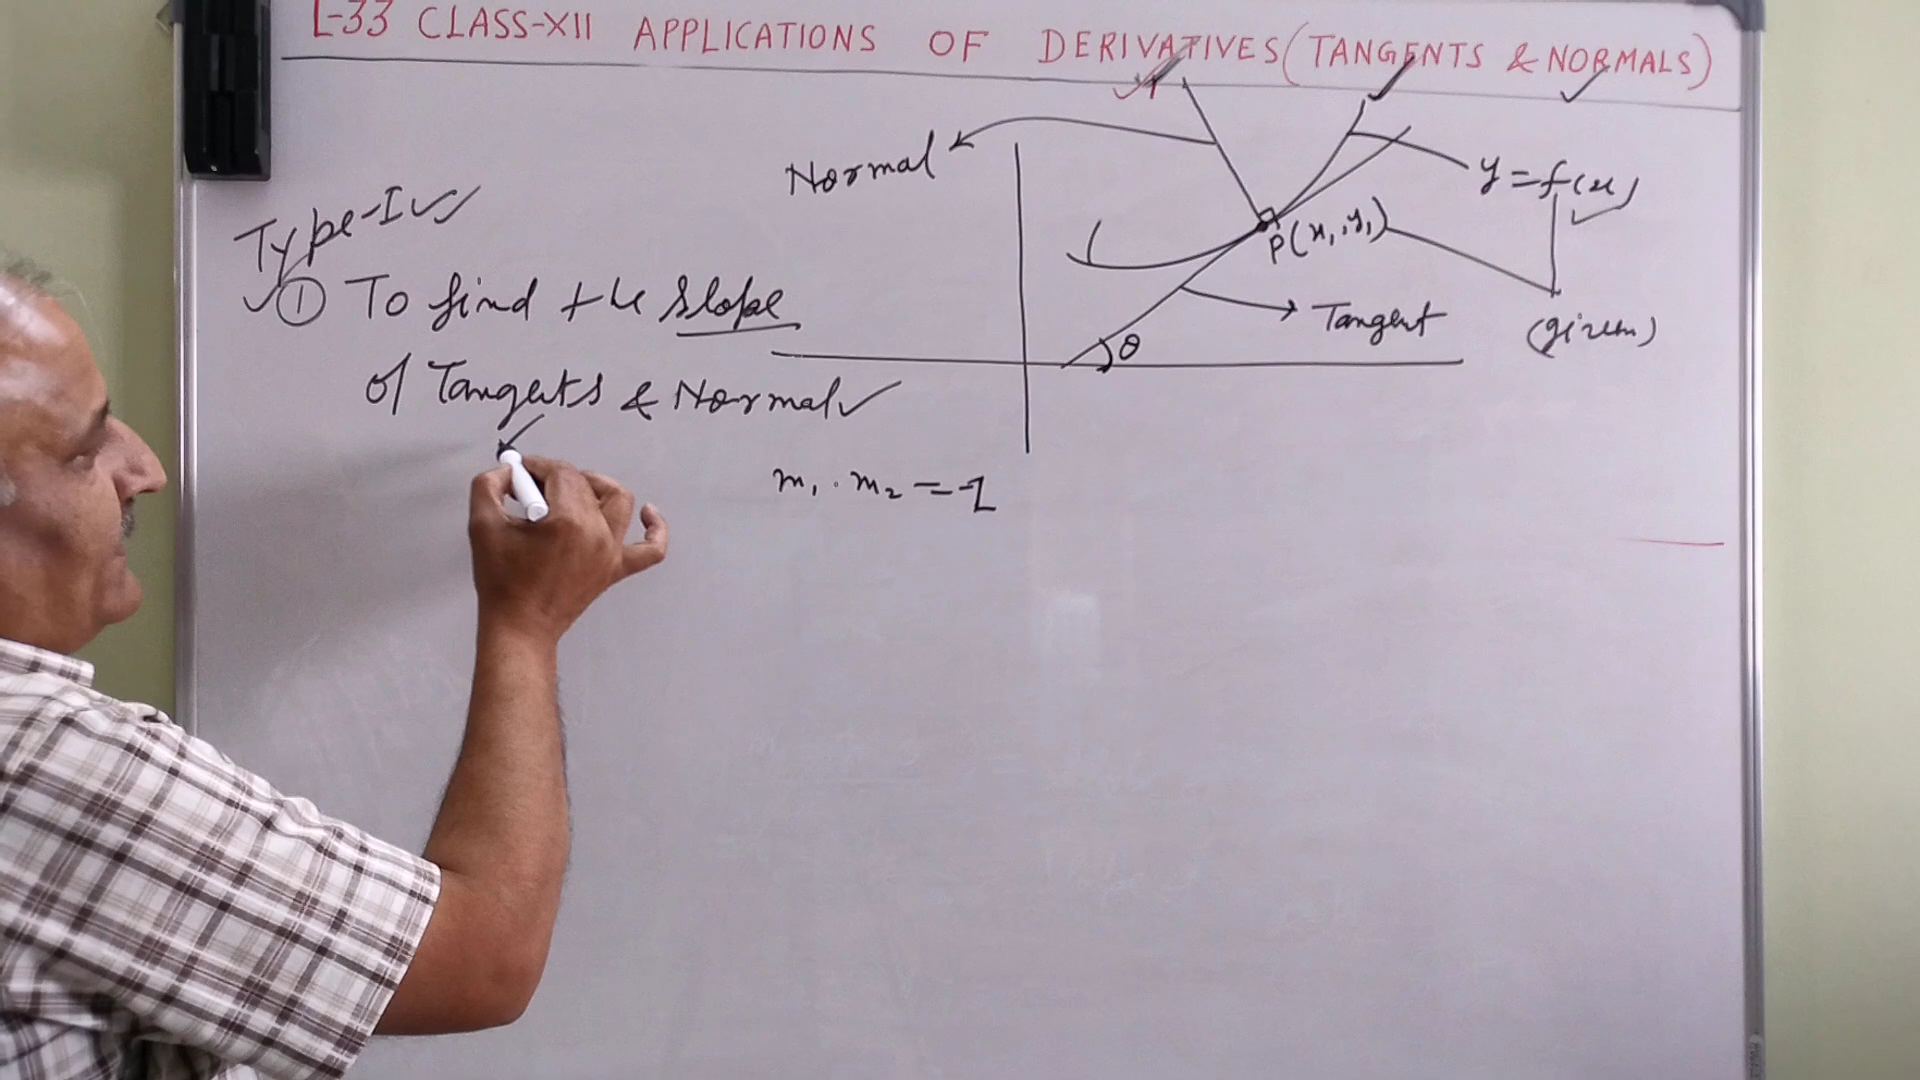 L-33 CLASS-XII APPLICATIONS OF DERIVATIVES (TANGENTS & NORMALS)
Normal
y = f(x)
P(x₁, y₁)
Tangent
(given)
θ
Type-I
① To find the slope
of Tangets & Normal
m₁ . m₂ = -1